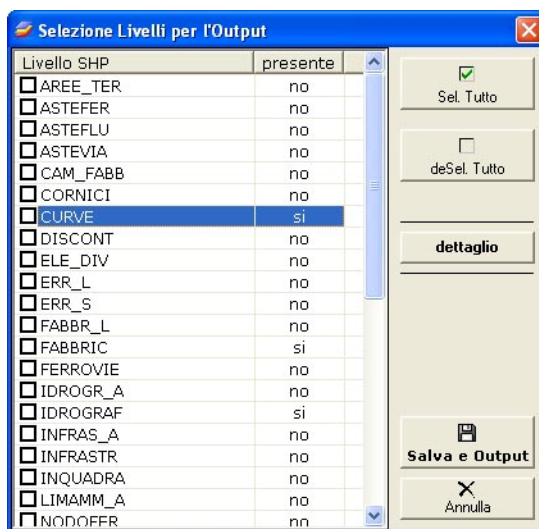 Selezione Livelli per l'Output
Livello SHP presente
AREE_TER no
ASTEFER no
ASTEFLU no
ASTEVIA no
CAM_FABB no
CORNICI no
CURVE si
DISCONT no
ELE_DIV no
ERR_L no
ERR_S no
FABBR_L no
FABBRIC si
FERROVIE no
IDROGR_A no
IDROGRAF si
INFRAS_A no
INFRASTR no
INQUADRA no
LIMAMM_A no
NODOFER no
Sel. Tutto
deSel. Tutto
dettaglio
Salva e Output
Annulla